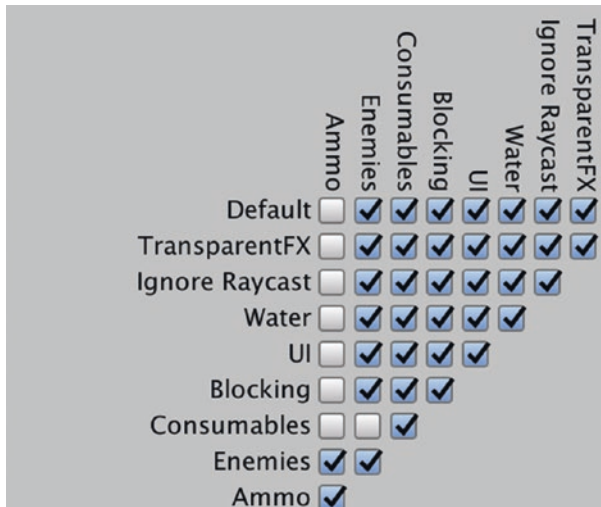 Ammo
Enemies
Consumables
Blocking
UI
Water
Ignore Raycast
TransparentFX
Default
TransparentFX
Ignore Raycast
Water
UI
Blocking
Consumables
Enemies
Ammo